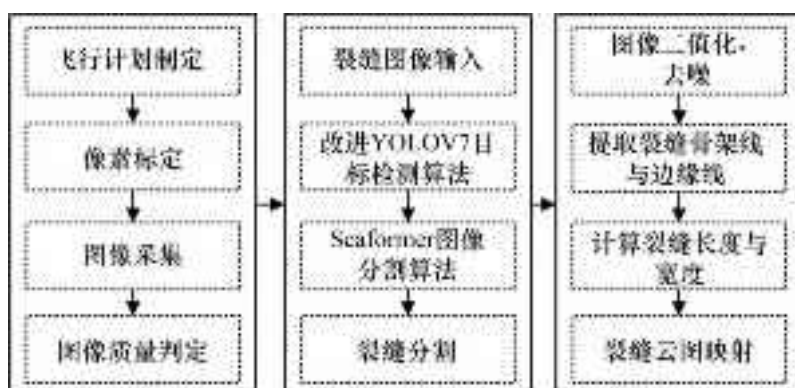 飞行计划制定
像素标定
图像采集
图像质量判定
裂缝图像输入
改进YOLOV7目
标检测算法
Seaformer图像
分割算法
裂缝分割
图像二值化,
去噪
提取裂缝骨架线
与边缘线
计算裂缝长度与
宽度
裂缝云图映射